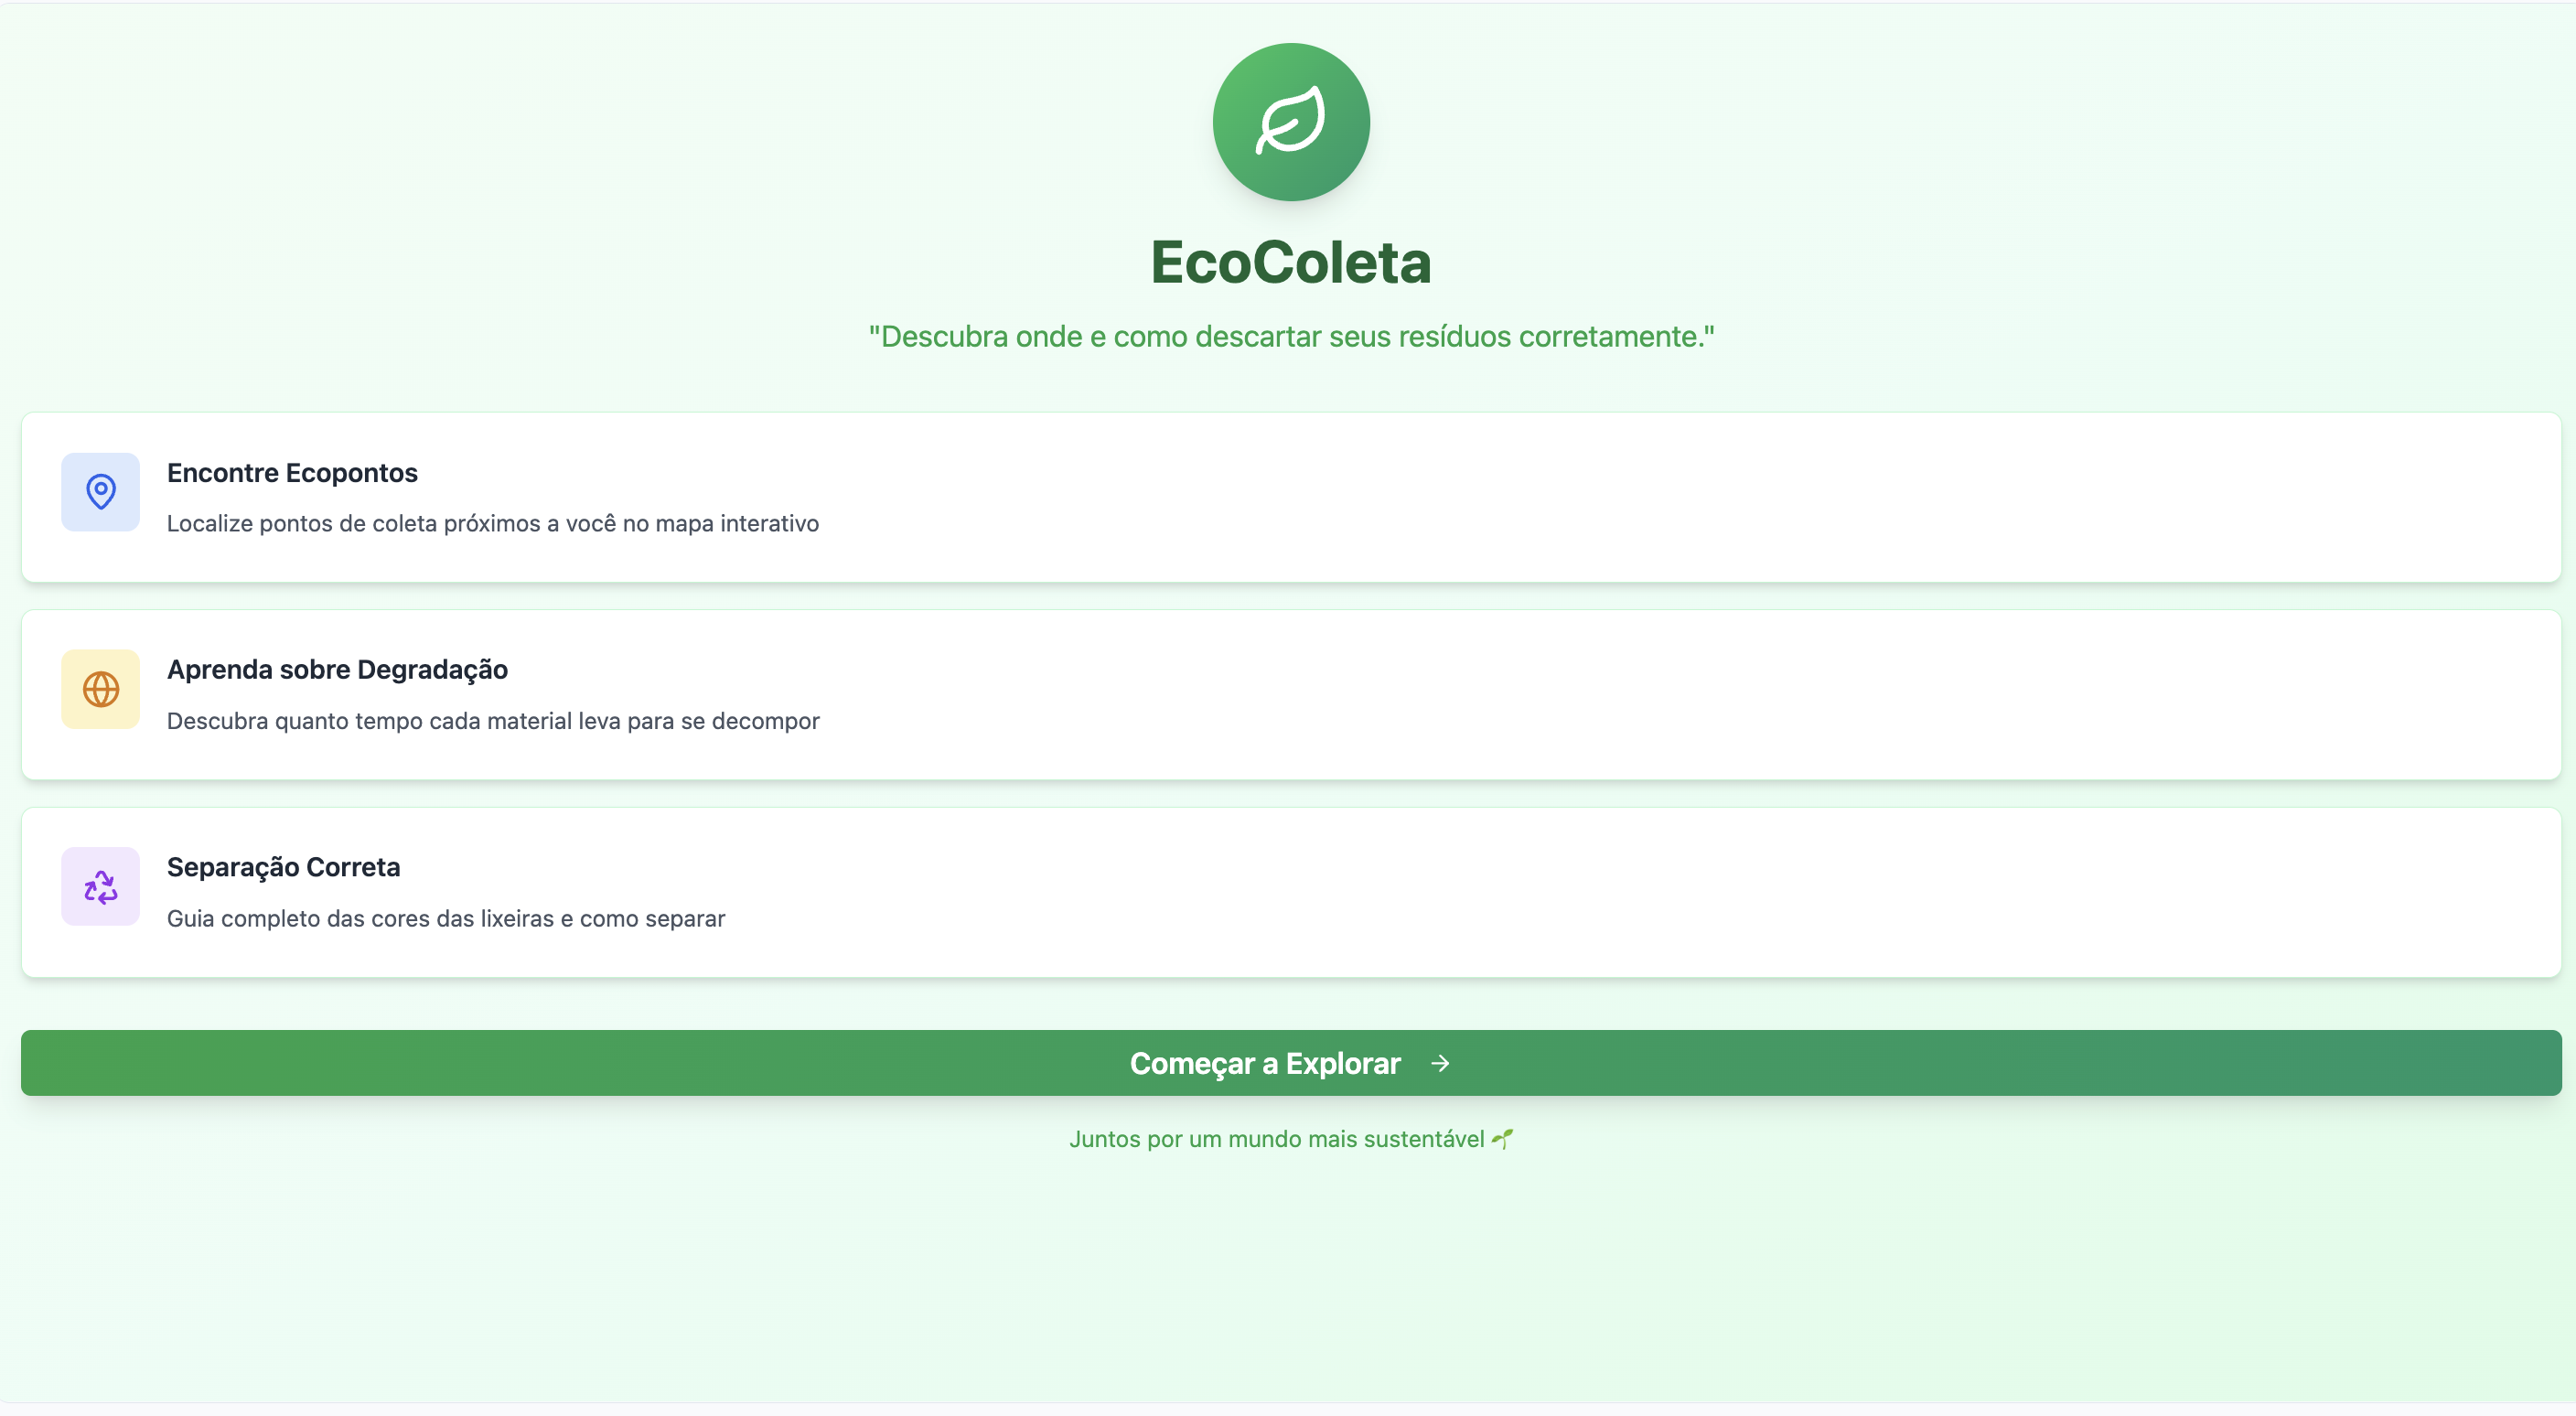 EcoColeta
"Descubra onde e como descartar seus resíduos corretamente."
Encontre Ecopontos
Localize pontos de coleta próximos a você no mapa interativo
Aprenda sobre Degradação
Descubra quanto tempo cada material leva para se decompor
Separação Correta
Guia completo das cores das lixeiras e como separar
Começar a Explorar →
Juntos por um mundo mais sustentável 🌱